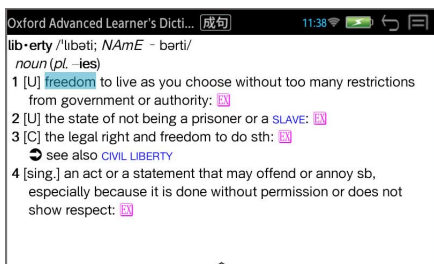 Oxford Advanced Learner's Dicti... 成句 11:38
lib•erty /ˈlɪbəti; NAmE -bərti/
noun (pl. -ies)
1 [U] freedom to live as you choose without too many restrictions
from government or authority: EX
2 [U] the state of not being a prisoner or a SLAVE: EX
3 [C] the legal right and freedom to do sth: EX
➲ see also CIVIL LIBERTY
4 [sing.] an act or a statement that may offend or annoy sb,
especially because it is done without permission or does not
show respect: EX